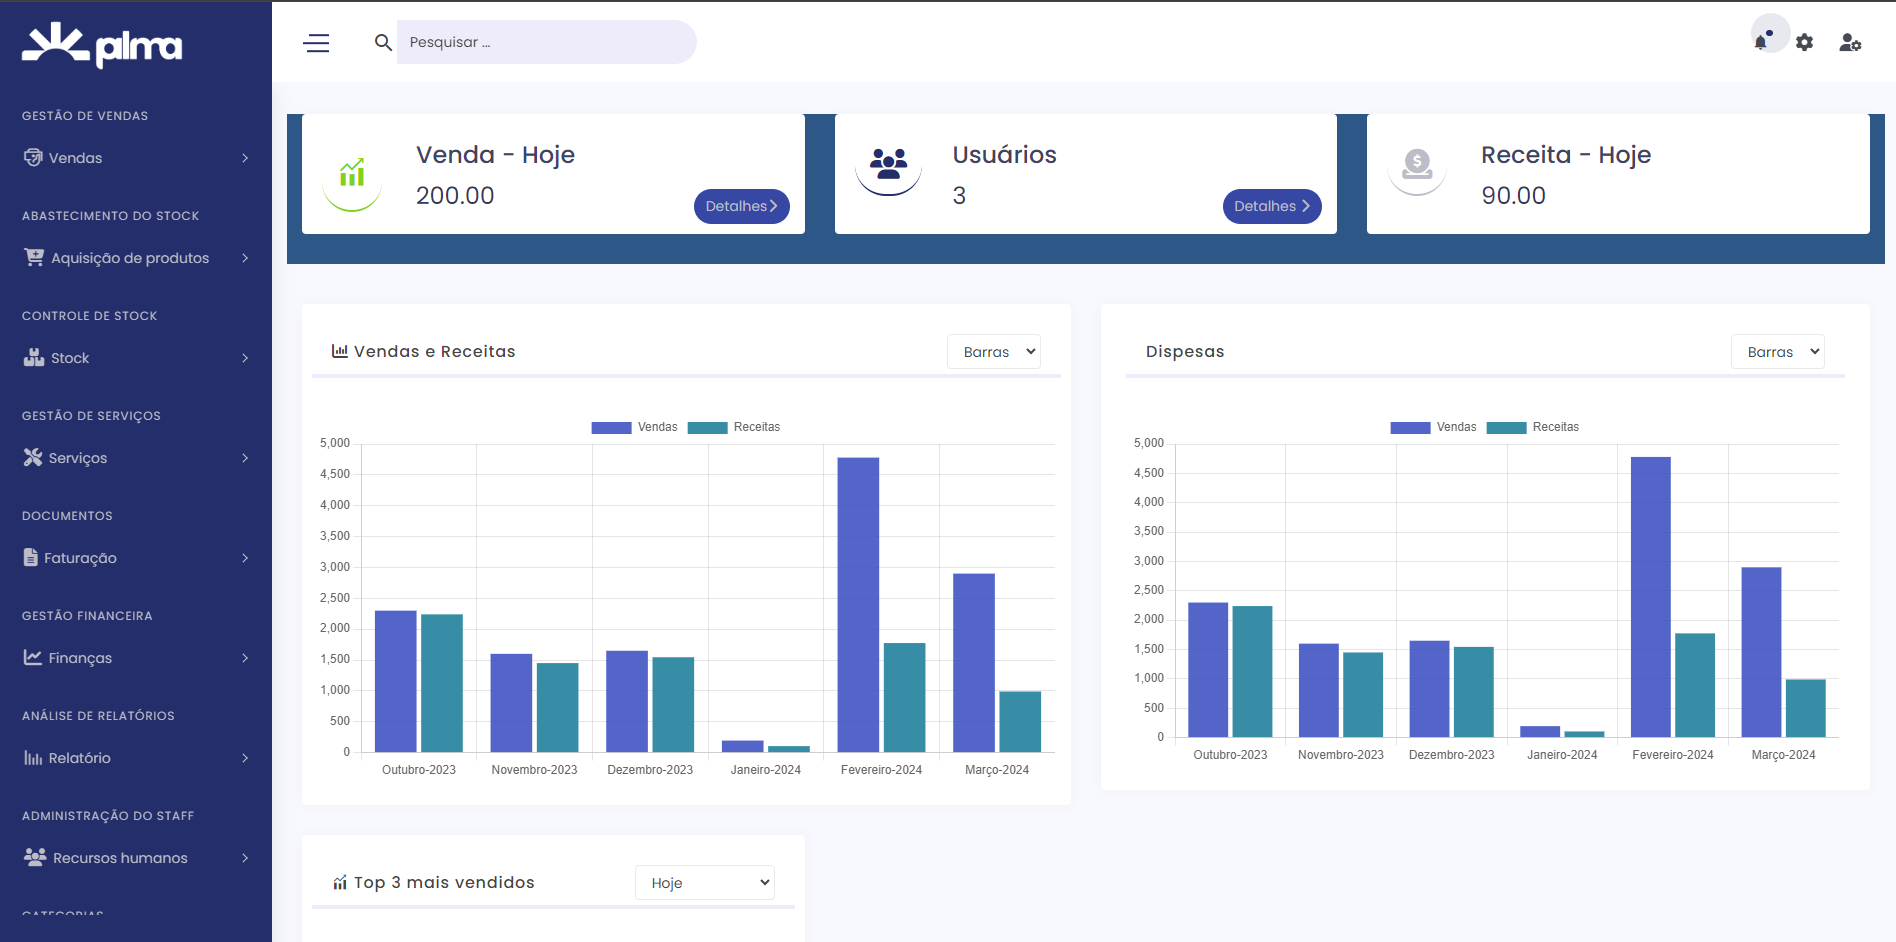 palma
GESTÃO DE VENDAS
Vendas
ABASTECIMENTO DO STOCK
Aquisição de produtos
CONTROLE DE STOCK
Stock
GESTÃO DE SERVIÇOS
Serviços
DOCUMENTOS
Faturação
GESTÃO FINANCEIRA
Finanças
ANÁLISE DE RELATÓRIOS
Relatório
ADMINISTRAÇÃO DO STAFF
Recursos humanos
CATEGORIAS
Pesquisar ...
Venda - Hoje
200.00
Detalhes
Usuários
3
Detalhes
Receita - Hoje
90.00
Vendas e Receitas
Barras
Vendas Receitas
5,000
4,500
4,000
3,500
3,000
2,500
2,000
1,500
1,000
500
0
Outubro-2023 Novembro-2023 Dezembro-2023 Janeiro-2024 Fevereiro-2024 Março-2024
Dispesas
Barras
Vendas Receitas
5,000
4,500
4,000
3,500
3,000
2,500
2,000
1,500
1,000
500
0
Outubro-2023 Novembro-2023 Dezembro-2023 Janeiro-2024 Fevereiro-2024 Março-2024
Top 3 mais vendidos
Hoje